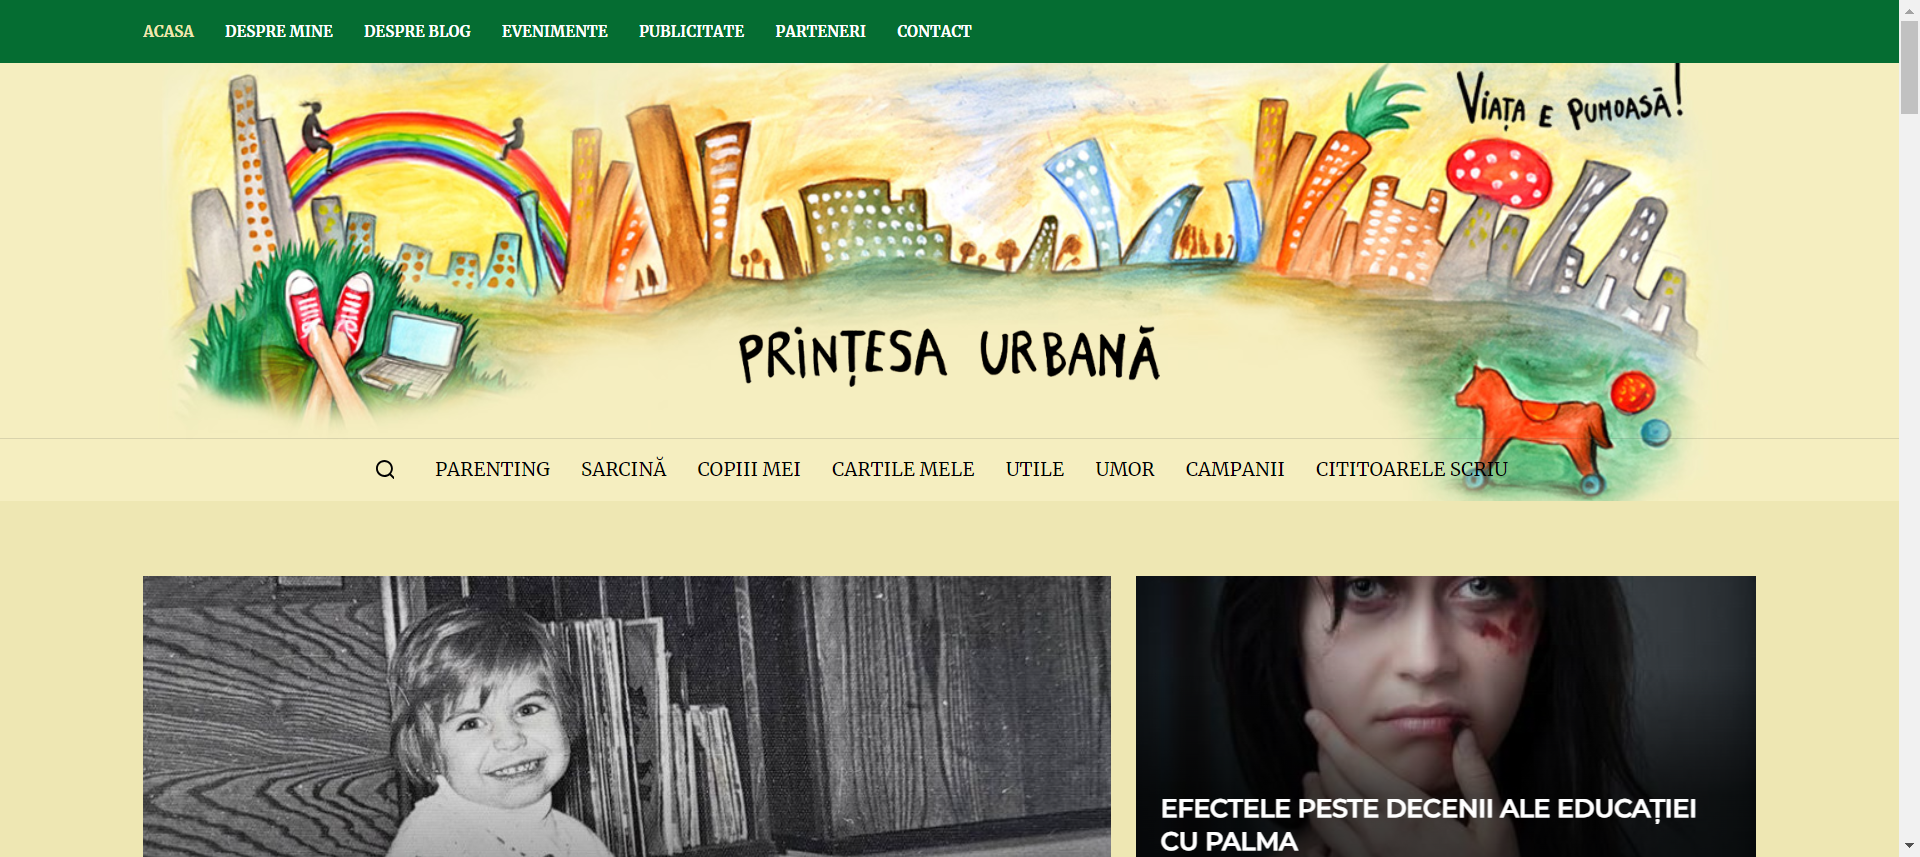 ACASA DESPRE MINE DESPRE BLOG EVENIMENTE PUBLICITATE PARTENERI CONTACT
VIAȚA E PUMOASĂ!
PRINȚESA URBANĂ
PARENTING SARCINĂ COPIII MEI CARTILE MELE UTILE UMOR CAMPANII CITITOARELE SCRIU
EFECTELE PESTE DECENII ALE EDUCAȚIEI
CU PALMA